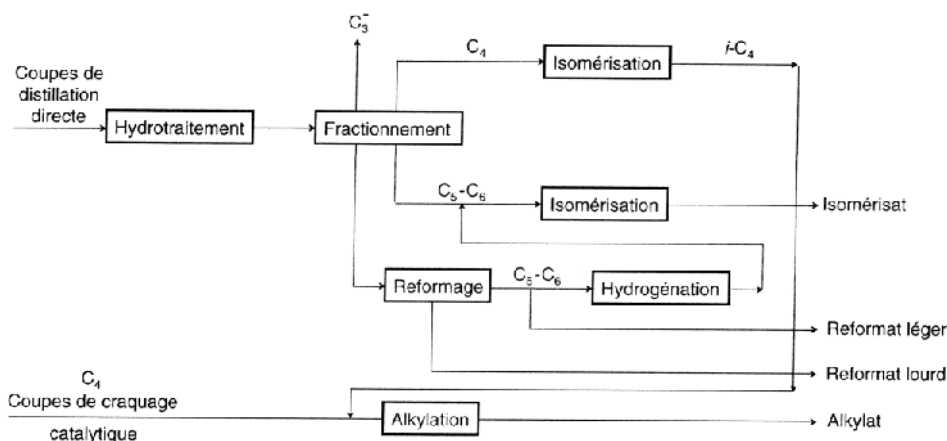 C₃⁻
C₄
Isomérisation
i-C₄
Coupes de
distillation
directe
Hydrotraitement
Fractionnement
C₅-C₆
Isomérisation
Isomérisat
Reformage
C₅-C₆
Hydrogénation
Reformat léger
Reformat lourd
C₄
Coupes de craquage
catalytique
Alkylation
Alkylat